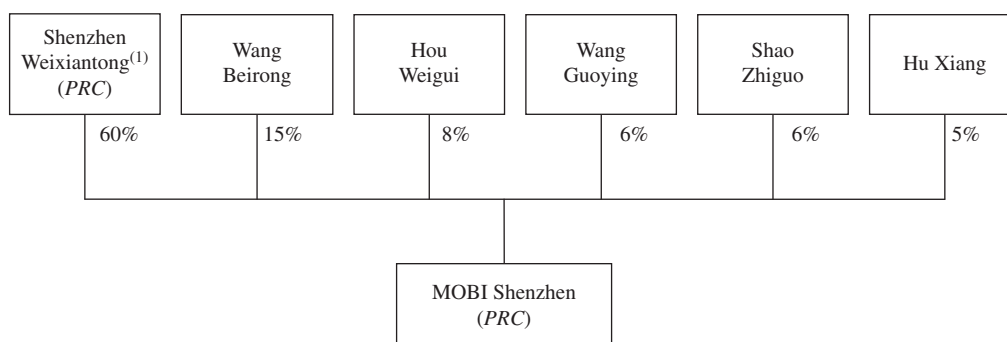 Shenzhen
Weixiantong(1)
(PRC)
Wang
Beirong
Hou
Weigui
Wang
Guoying
Shao
Zhiguo
Hu Xiang
60%
15%
8%
6%
6%
5%
MOBI Shenzhen
(PRC)